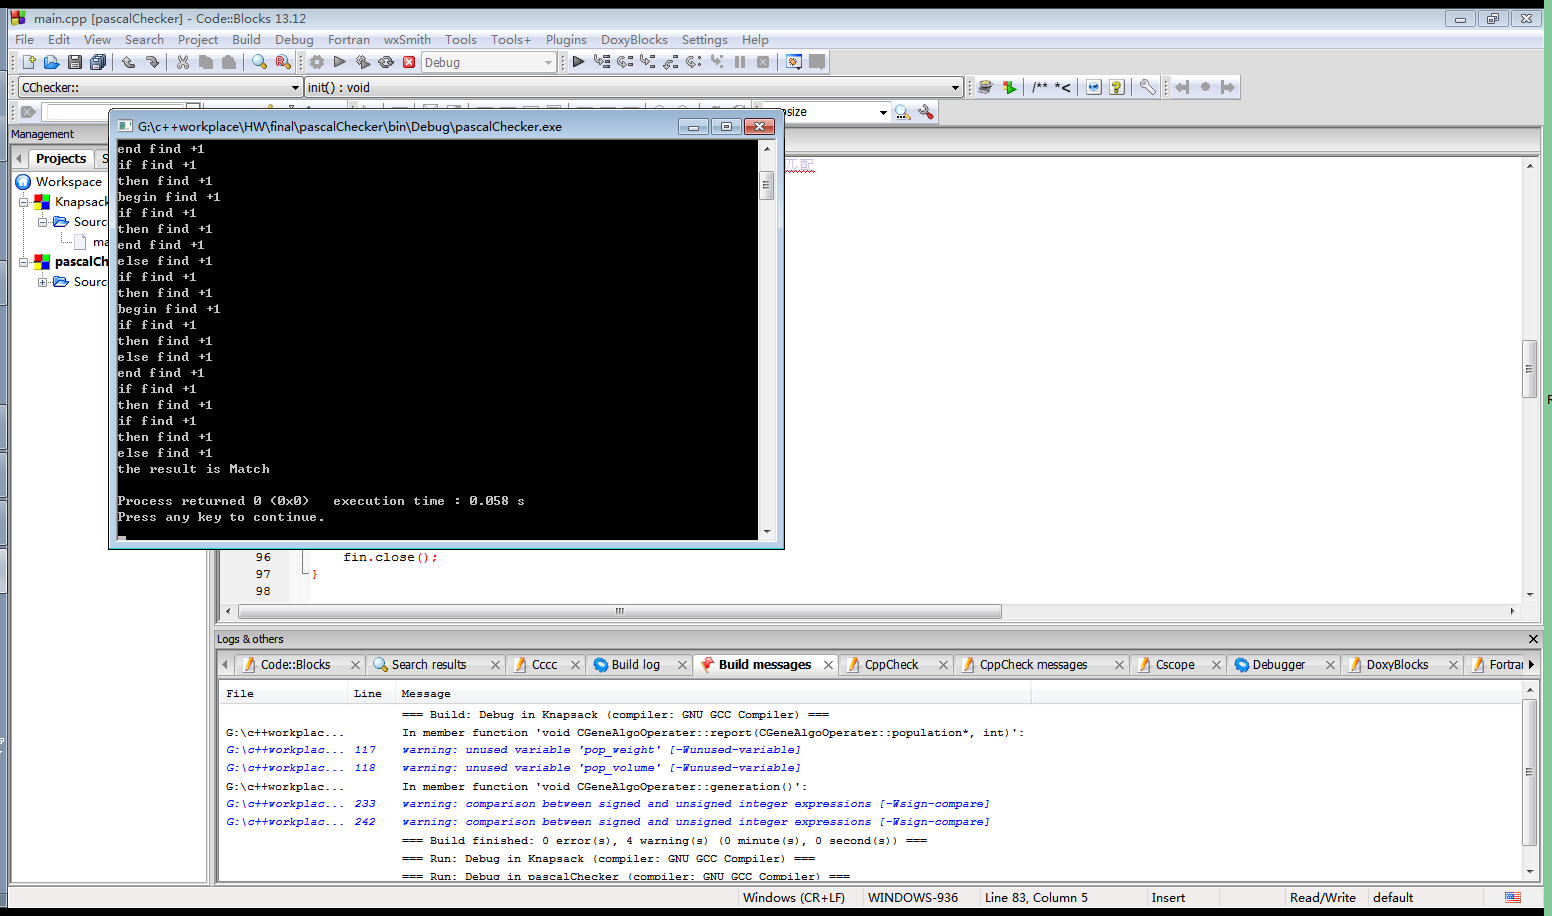 main.cpp [pascalChecker] - Code::Blocks 13.12
File Edit View Search Project Build Debug Fortran wxSmith Tools Tools+ Plugins DoxyBlocks Settings Help
Debug
CChecker:: init() : void
/** *<
G:\c++workplace\HW\final\pascalChecker\bin\Debug\pascalChecker.exe
Management
Projects
Workspace
Knapsack
Sourc
ma
pascalCh
Sourc
匹配
end find +1
if find +1
then find +1
begin find +1
if find +1
then find +1
end find +1
else find +1
if find +1
then find +1
begin find +1
if find +1
then find +1
else find +1
end find +1
if find +1
then find +1
if find +1
then find +1
else find +1
the result is Match
Process returned 0 (0x0)   execution time : 0.058 s
Press any key to continue.
96 fin.close();
97 }
98
Logs & others
Code::Blocks Search results Cccc Build log Build messages CppCheck CppCheck messages Cscope Debugger DoxyBlocks Fortran
File Line Message
=== Build: Debug in Knapsack (compiler: GNU GCC Compiler) ===
G:\c++workplac... In member function 'void CGeneAlgoOperater::report(CGeneAlgoOperater::population*, int)':
G:\c++workplac... 117 warning: unused variable 'pop_weight' [-Wunused-variable]
G:\c++workplac... 118 warning: unused variable 'pop_volume' [-Wunused-variable]
G:\c++workplac... In member function 'void CGeneAlgoOperater::generation()':
G:\c++workplac... 233 warning: comparison between signed and unsigned integer expressions [-Wsign-compare]
G:\c++workplac... 242 warning: comparison between signed and unsigned integer expressions [-Wsign-compare]
=== Build finished: 0 error(s), 4 warning(s) (0 minute(s), 0 second(s)) ===
=== Run: Debug in Knapsack (compiler: GNU GCC Compiler) ===
=== Run: Debug in pascalChecker (compiler: GNU GCC Compiler) ===
Windows (CR+LF) WINDOWS-936 Line 83, Column 5 Insert Read/Write default